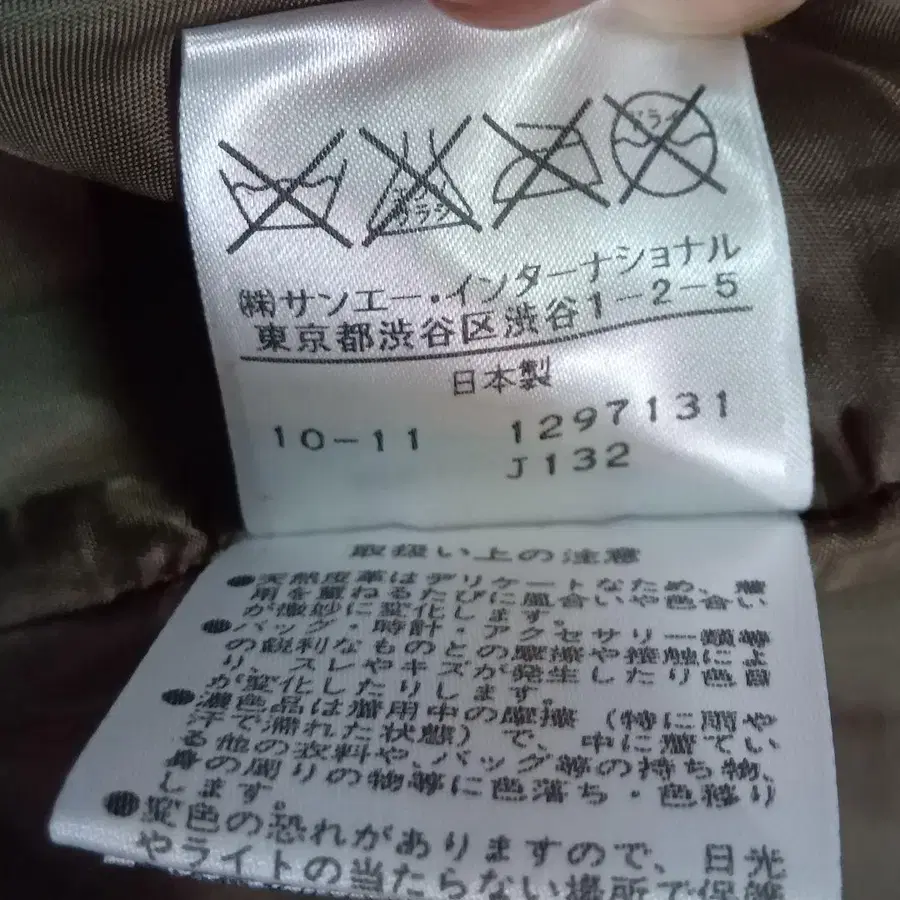 エンソ
サラシ
ドライ
㈱サンエー・インターナショナル
東京都渋谷区渋谷1-2-5
日本製
10-11 1297131
J132
取扱い上の注意
●天然皮革はデリケートなため、着
用を重ねるたびに風合いや色合い
が微妙に変化します。
●バッグ・時計・アクセサリー類等
の鋭利なものとの摩擦や接触によ
り、スレやキズが発生したり色目
が変化したりします。
●濃色品は着用中の摩擦（特に雨や
汗で濡れた状態）で、中に着てい
る他の衣料や、バッグ等の持ち物、
身の周りの物等に色落ち・色移り
します。
●変色の恐れがありますので、日光
やライトの当たらない場所で保管